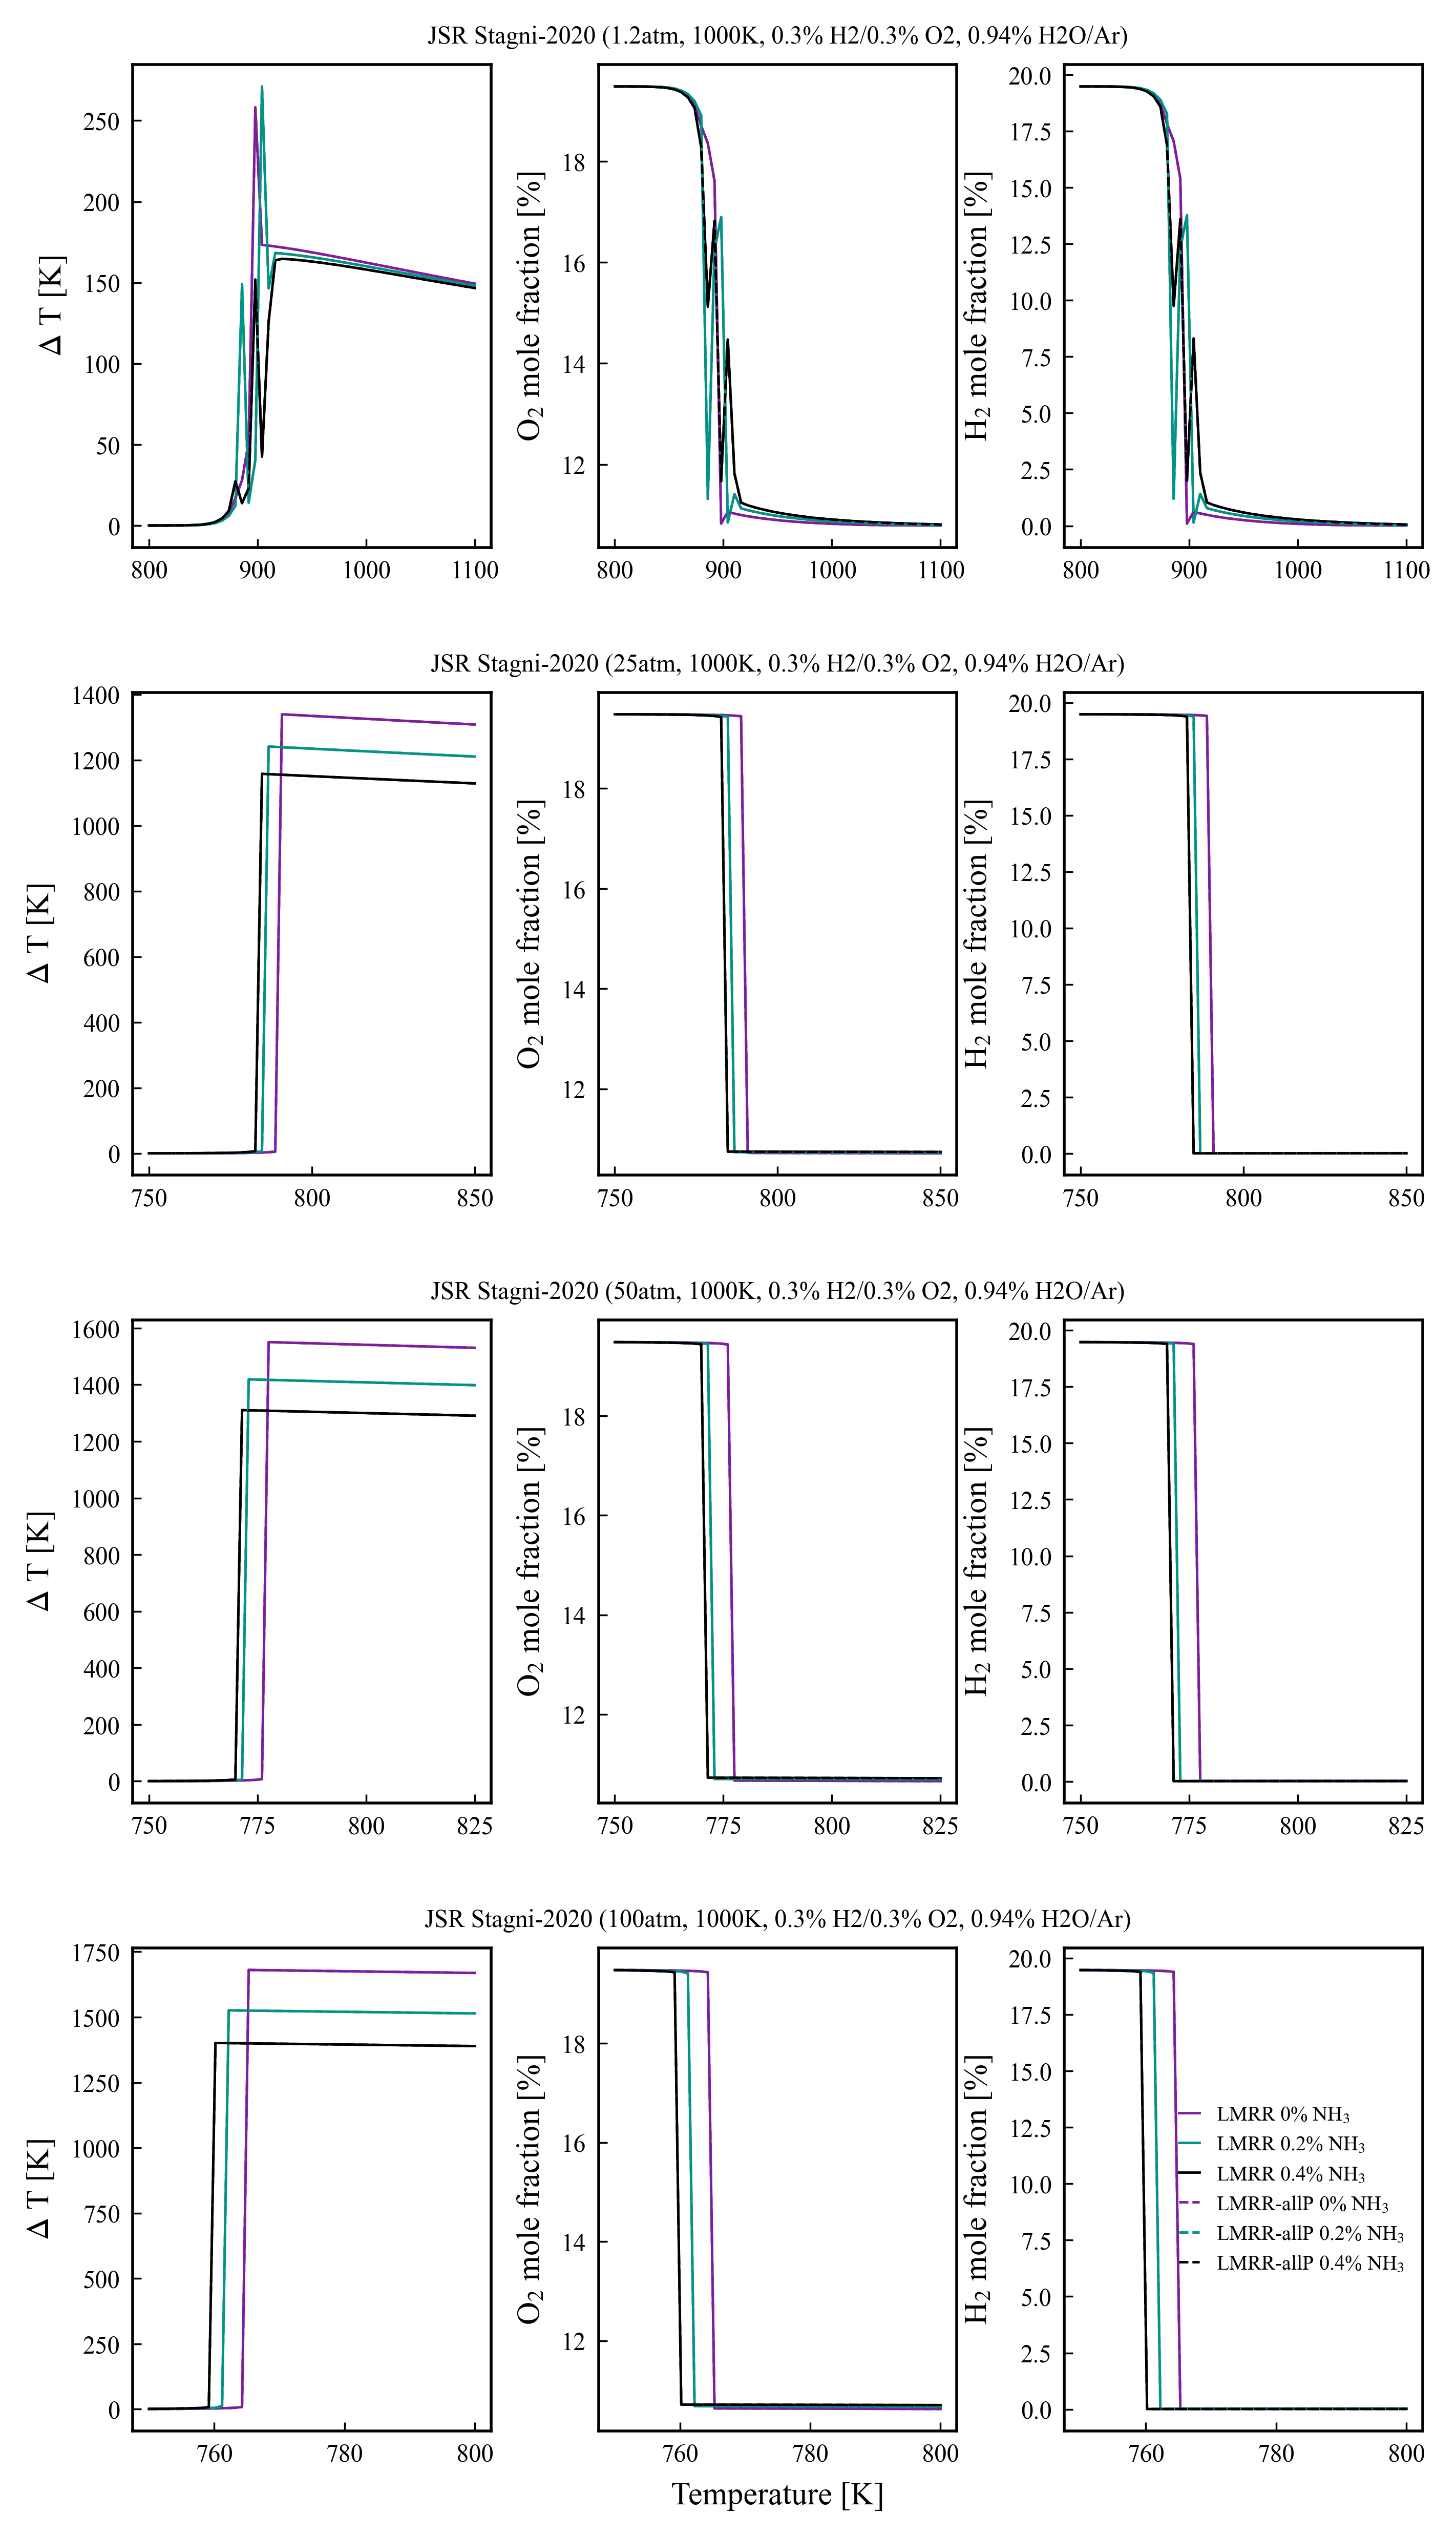 JSR Stagni-2020 (1.2atm, 1000K, 0.3% H2/0.3% O2, 0.94% H2O/Ar)
Δ T [K]
250
200
150
100
50
0
800 900 1000 1100
O₂ mole fraction [%]
18
16
14
12
800 900 1000 1100
H₂ mole fraction [%]
20.0
17.5
15.0
12.5
10.0
7.5
5.0
2.5
0.0
800 900 1000 1100
JSR Stagni-2020 (25atm, 1000K, 0.3% H2/0.3% O2, 0.94% H2O/Ar)
Δ T [K]
1400
1200
1000
800
600
400
200
0
750 800 850
O₂ mole fraction [%]
18
16
14
12
750 800 850
H₂ mole fraction [%]
20.0
17.5
15.0
12.5
10.0
7.5
5.0
2.5
0.0
750 800 850
JSR Stagni-2020 (50atm, 1000K, 0.3% H2/0.3% O2, 0.94% H2O/Ar)
Δ T [K]
1600
1400
1200
1000
800
600
400
200
0
750 775 800 825
O₂ mole fraction [%]
18
16
14
12
750 775 800 825
H₂ mole fraction [%]
20.0
17.5
15.0
12.5
10.0
7.5
5.0
2.5
0.0
750 775 800 825
JSR Stagni-2020 (100atm, 1000K, 0.3% H2/0.3% O2, 0.94% H2O/Ar)
Δ T [K]
1750
1500
1250
1000
750
500
250
0
760 780 800
O₂ mole fraction [%]
18
16
14
12
760 780 800
H₂ mole fraction [%]
20.0
17.5
15.0
12.5
10.0
7.5
5.0
2.5
0.0
760 780 800
LMRR 0% NH₃
LMRR 0.2% NH₃
LMRR 0.4% NH₃
LMRR-allP 0% NH₃
LMRR-allP 0.2% NH₃
LMRR-allP 0.4% NH₃
Temperature [K]